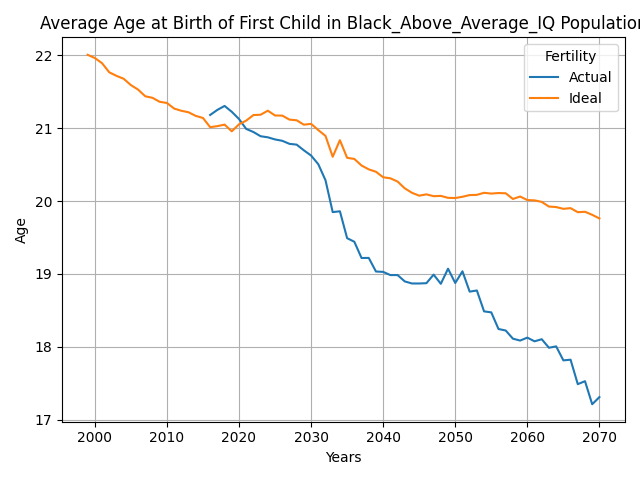 Average Age at Birth of First Child in Black_Above_Average_IQ Population
Fertility
Actual
Ideal
22
21
20
19
18
17
Age
2000 2010 2020 2030 2040 2050 2060 2070
Years